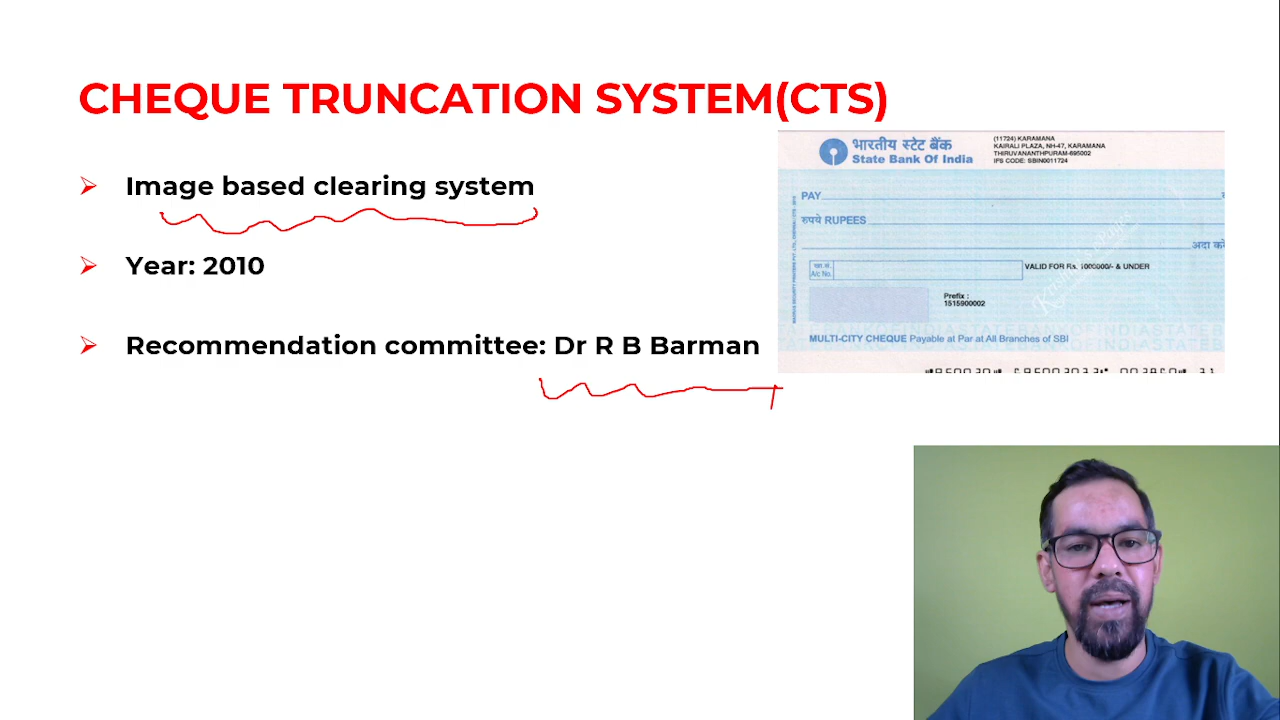 CHEQUE TRUNCATION SYSTEM(CTS)
Image based clearing system
Year: 2010
Recommendation committee: Dr R B Barman
भारतीय स्टेट बैंक
State Bank Of India
(11724) KARAMANA
KAIRALI PLAZA, NH-47, KARAMANA
THIRUVANANTHPURAM-695002
IFS CODE: SBIN0011724
PAY
रुपये RUPEES
अदा करें
A/c No.
VALID FOR Rs. 1000000/- & UNDER
Prefix :
1515900002
MULTI-CITY CHEQUE Payable at Par at All Branches of SBI